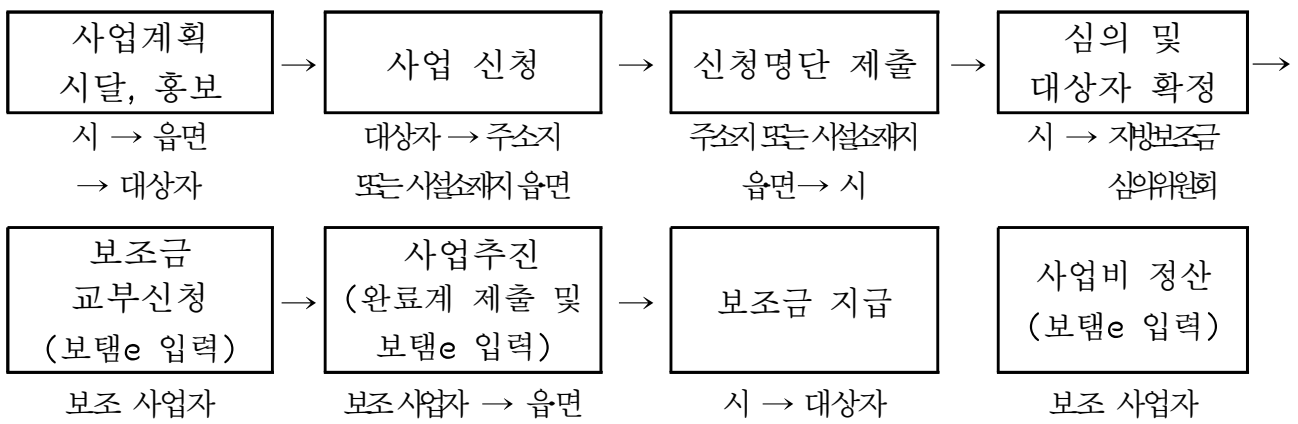 사업계획
시달, 홍보
→
사업 신청
→
신청명단 제출
→
심의 및
대상자 확정
→
시 → 읍면
→ 대상자
대상자 → 주소지
또는 시설소재지 읍·면
주소지 또는 시설소재지
읍·면→ 시
시 → 지방보조금
심의위원회
보조금
교부신청
(보탬e 입력)
→
사업추진
(완료계 제출 및
보탬e 입력)
→
보조금 지급
사업비 정산
(보탬e 입력)
보조 사업자
보조 사업자 → 읍·면
시 → 대상자
보조 사업자